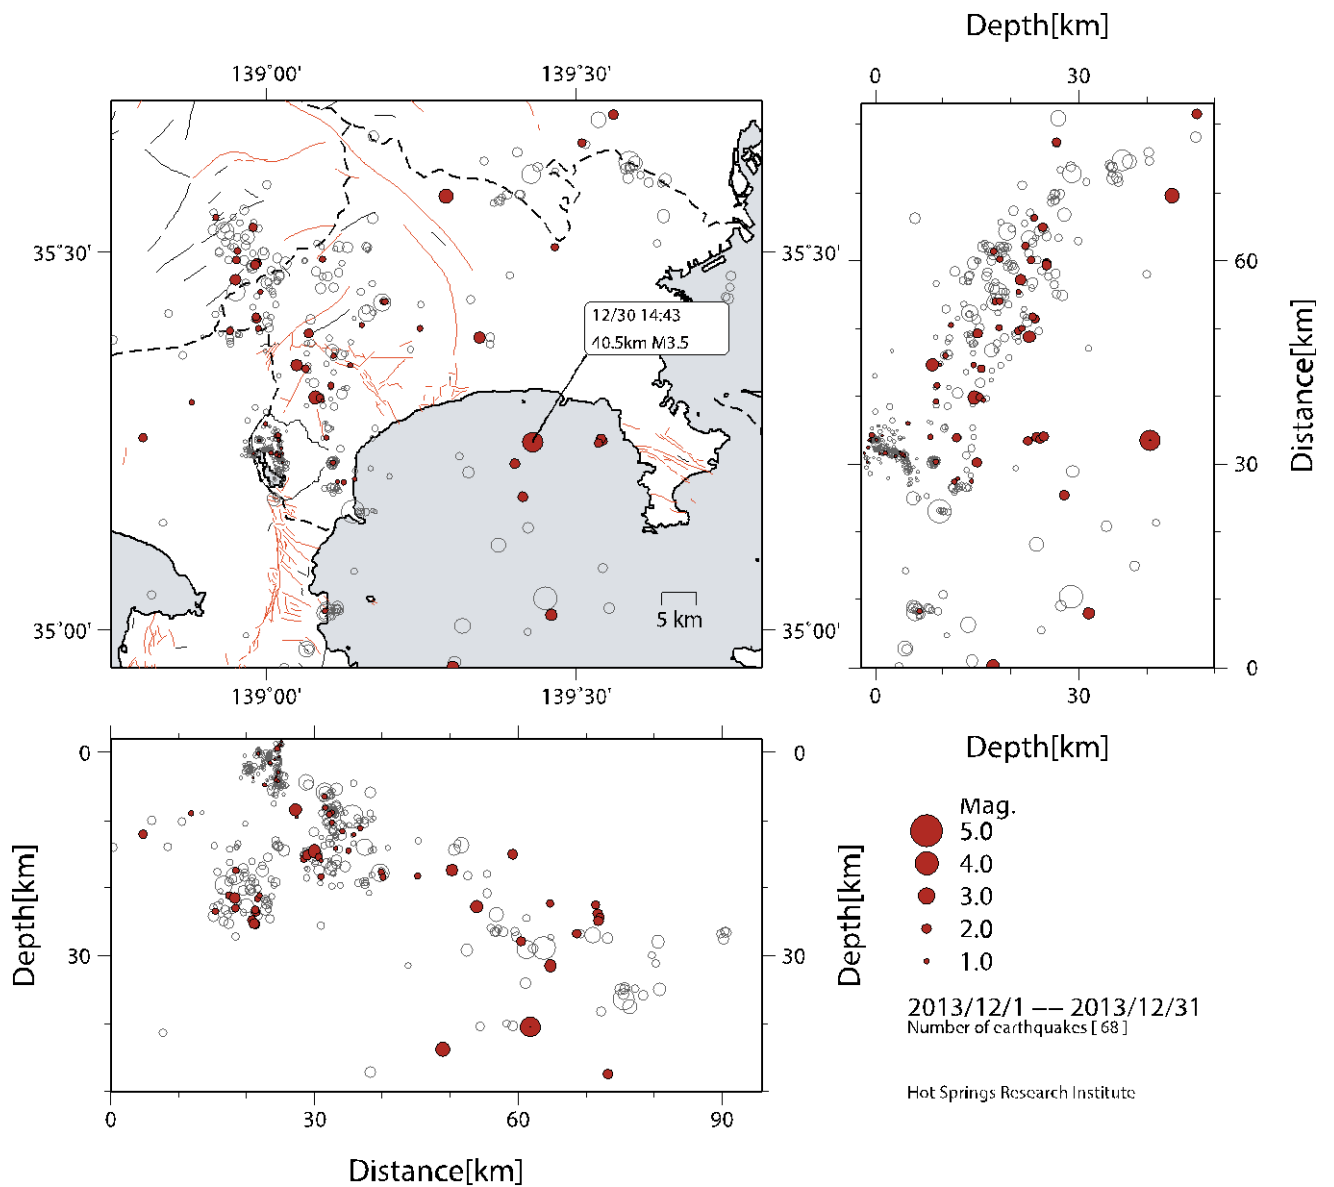 Depth[km]
139°00'
139°30'
0
30
35°30'
35°30'
60
12/30 14:43
40.5km M3.5
Distance[km]
30
5 km
35°00'
35°00'
0
139°00'
139°30'
0
30
Depth[km]
0
0
Mag.
5.0
4.0
3.0
2.0
1.0
Depth[km]
Depth[km]
30
30
2013/12/1 -- 2013/12/31
Number of earthquakes [ 68 ]
Hot Springs Research Institute
0
30
60
90
Distance[km]